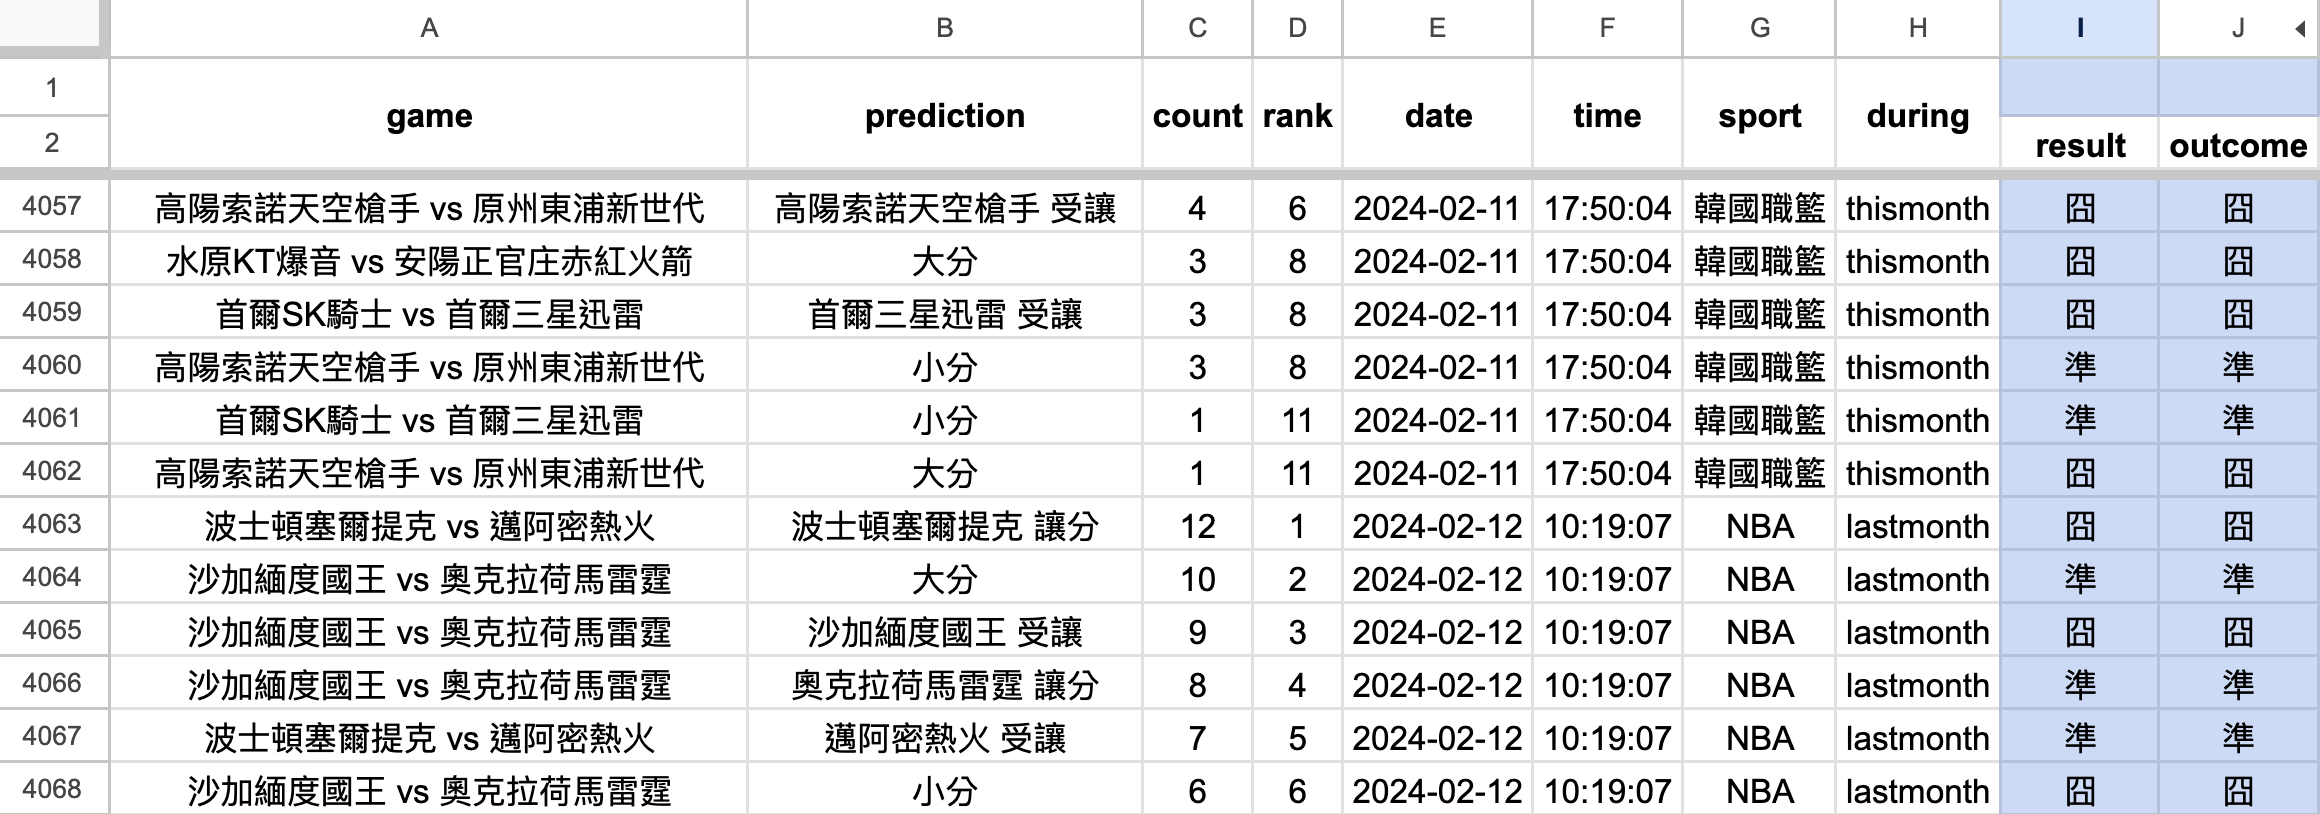 A B C D E F G H I J
1
game prediction count rank date time sport during
2 result outcome
4057 高陽索諾天空槍手 vs 原州東浦新世代 高陽索諾天空槍手 受讓 4 6 2024-02-11 17:50:04 韓國職籃 thismonth 囧 囧
4058 水原KT爆音 vs 安陽正官庄赤紅火箭 大分 3 8 2024-02-11 17:50:04 韓國職籃 thismonth 囧 囧
4059 首爾SK騎士 vs 首爾三星迅雷 首爾三星迅雷 受讓 3 8 2024-02-11 17:50:04 韓國職籃 thismonth 囧 囧
4060 高陽索諾天空槍手 vs 原州東浦新世代 小分 3 8 2024-02-11 17:50:04 韓國職籃 thismonth 準 準
4061 首爾SK騎士 vs 首爾三星迅雷 小分 1 11 2024-02-11 17:50:04 韓國職籃 thismonth 準 準
4062 高陽索諾天空槍手 vs 原州東浦新世代 大分 1 11 2024-02-11 17:50:04 韓國職籃 thismonth 囧 囧
4063 波士頓塞爾提克 vs 邁阿密熱火 波士頓塞爾提克 讓分 12 1 2024-02-12 10:19:07 NBA lastmonth 囧 囧
4064 沙加緬度國王 vs 奧克拉荷馬雷霆 大分 10 2 2024-02-12 10:19:07 NBA lastmonth 準 準
4065 沙加緬度國王 vs 奧克拉荷馬雷霆 沙加緬度國王 受讓 9 3 2024-02-12 10:19:07 NBA lastmonth 囧 囧
4066 沙加緬度國王 vs 奧克拉荷馬雷霆 奧克拉荷馬雷霆 讓分 8 4 2024-02-12 10:19:07 NBA lastmonth 準 準
4067 波士頓塞爾提克 vs 邁阿密熱火 邁阿密熱火 受讓 7 5 2024-02-12 10:19:07 NBA lastmonth 準 準
4068 沙加緬度國王 vs 奧克拉荷馬雷霆 小分 6 6 2024-02-12 10:19:07 NBA lastmonth 囧 囧